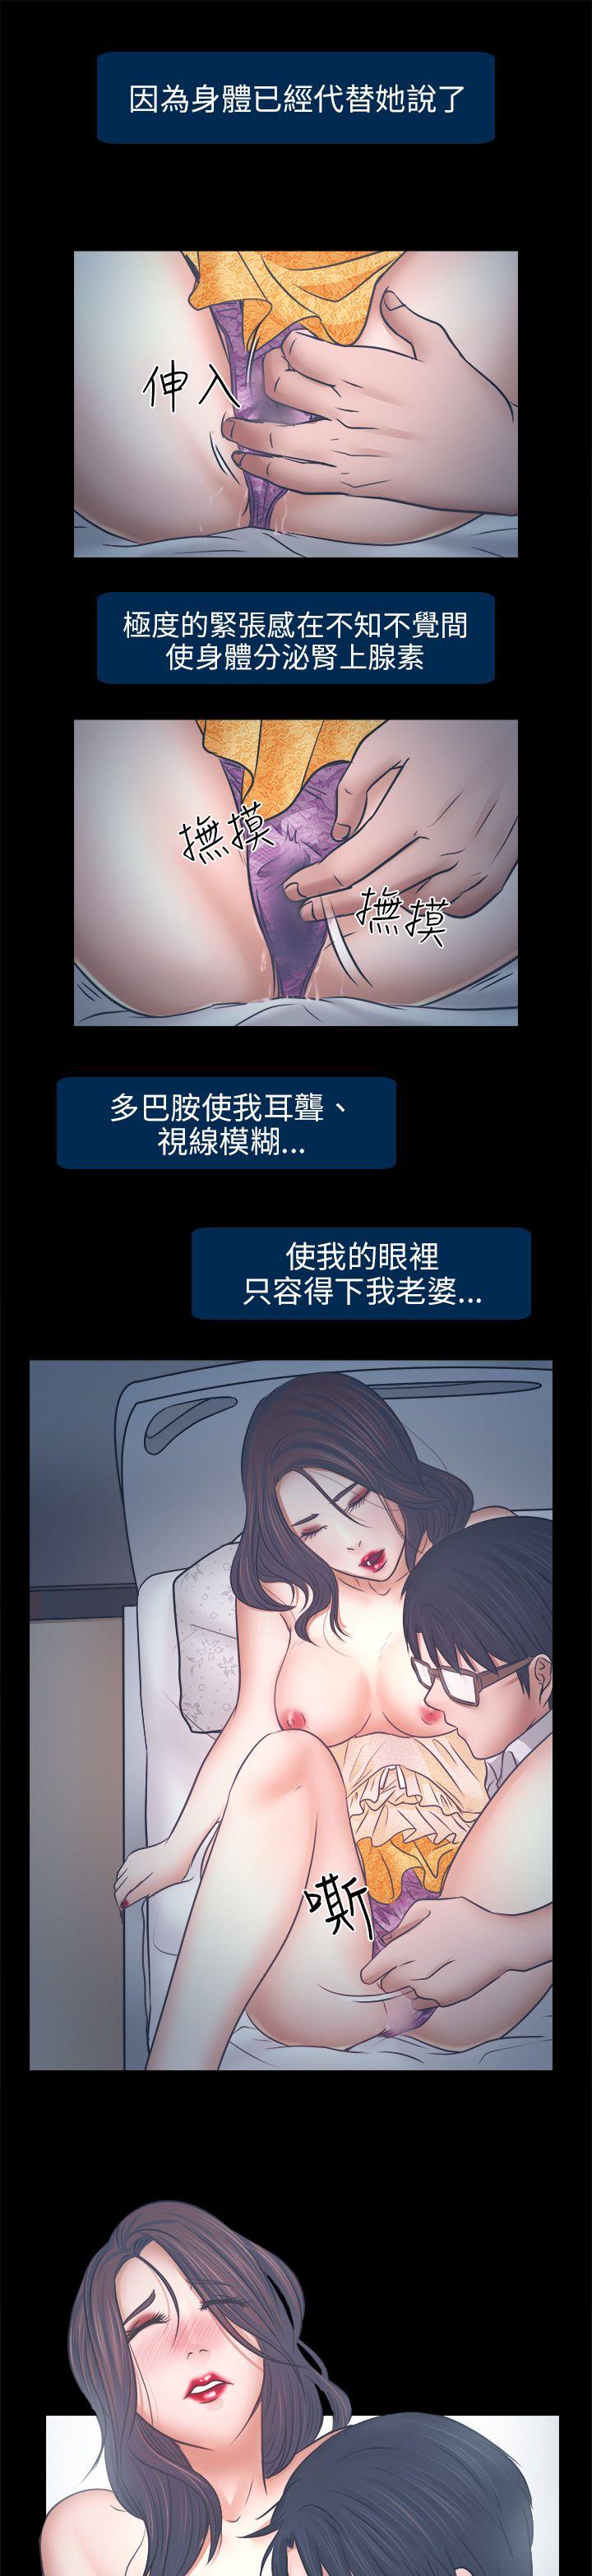 因為身體已經代替她說了
伸入
極度的緊張感在不知不覺間
使身體分泌腎上腺素
撫摸
撫摸
多巴胺使我耳聾、
視線模糊...
使我的眼裡
只容得下我老婆...
嘶